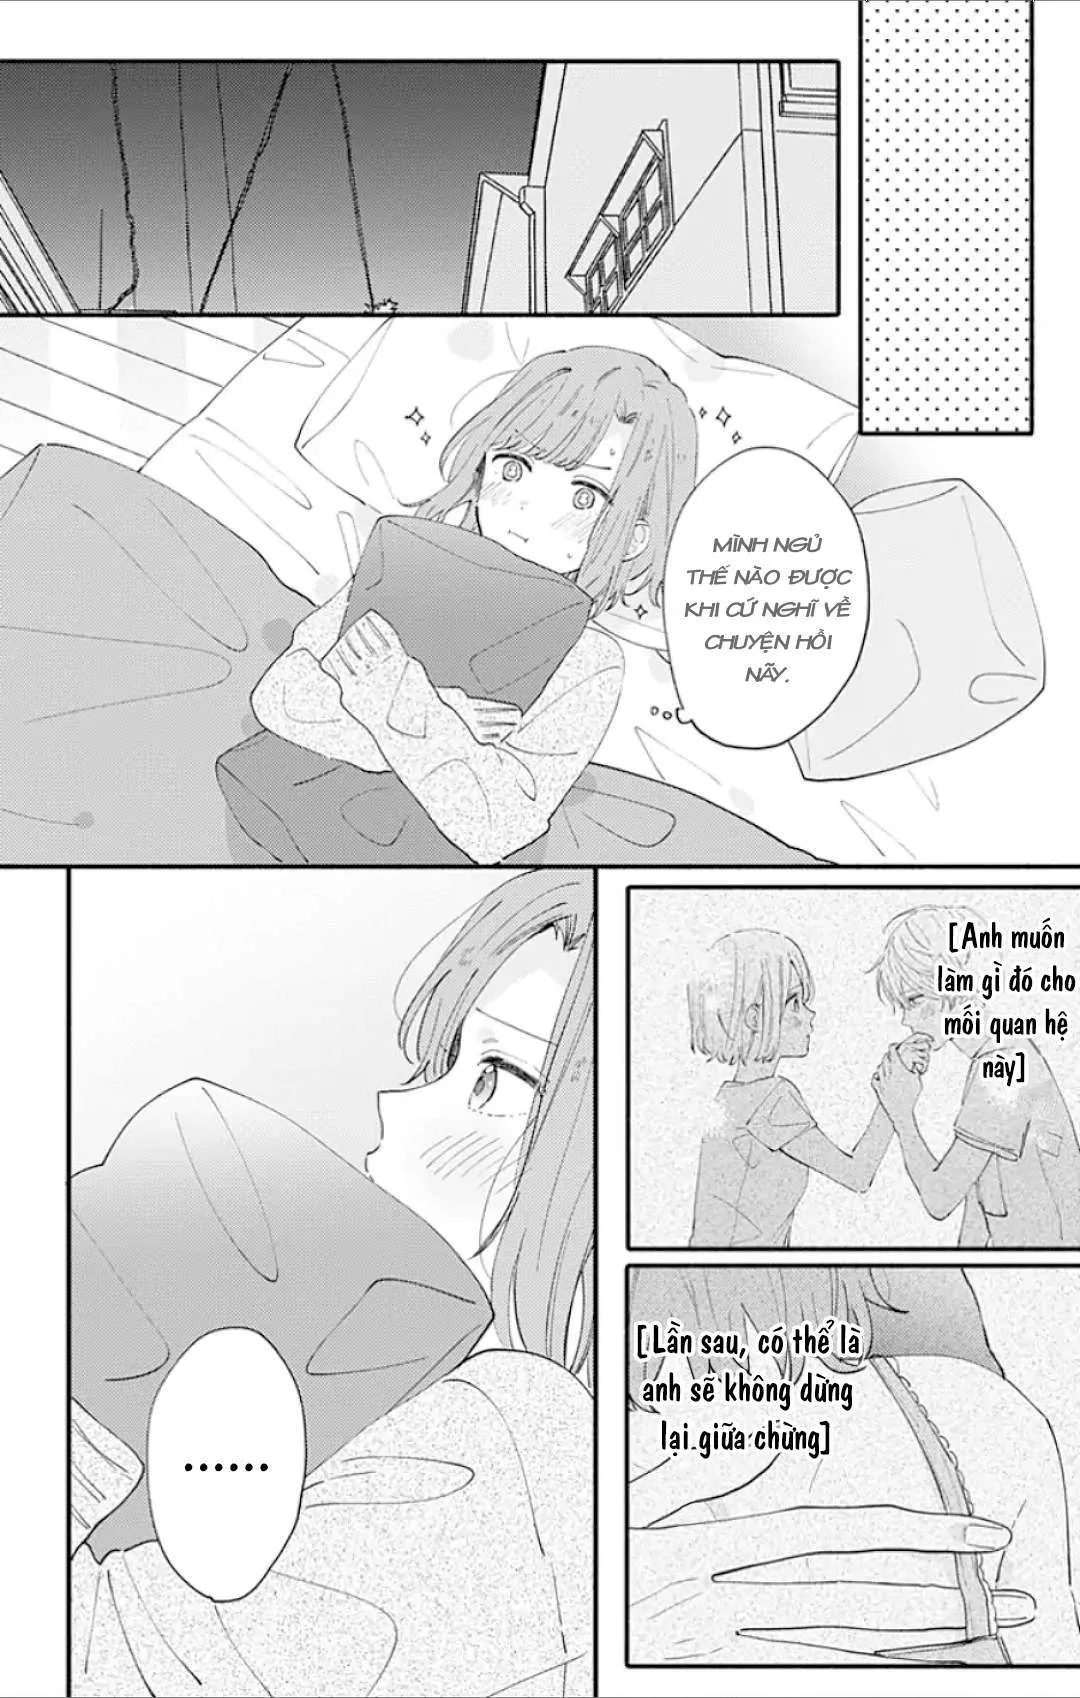 MÌNH NGỦ
THẾ NÀO ĐƯỢC
KHI CỨ NGHĨ VỀ
CHUYỆN HỒI
NÃY.
[Anh muốn
làm gì đó cho
mối quan hệ
này]
[Lần sau, có thể là
anh sẽ không dừng
lại giữa chừng]
......